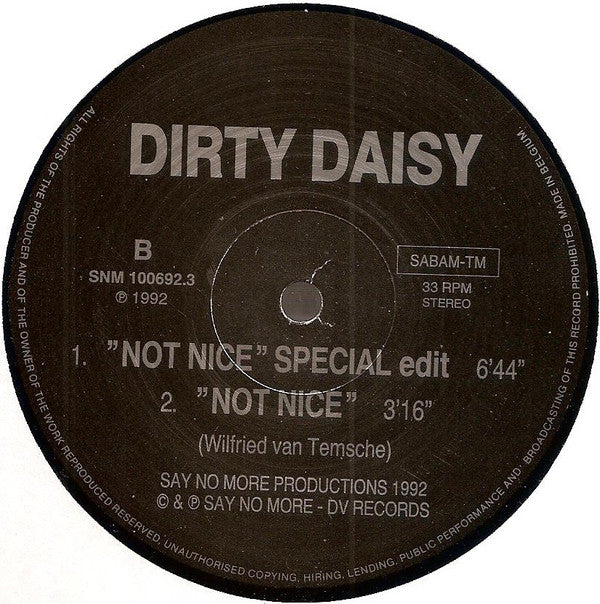 DIRTY DAISY
B
SNM 100692.3
℗ 1992
SABAM-TM
33 RPM
STEREO
1. ”NOT NICE” SPECIAL edit 6'44”
2. ”NOT NICE” 3'16”
(Wilfried van Temsche)
SAY NO MORE PRODUCTIONS 1992
© & ℗ SAY NO MORE - DV RECORDS
ALL RIGHTS OF THE PRODUCER AND OF THE OWNER OF THE WORK REPRODUCED RESERVED. UNAUTHORISED COPYING, HIRING, LENDING, PUBLIC PERFORMANCE AND BROADCASTING OF THIS RECORD PROHIBITED. MADE IN BELGIUM